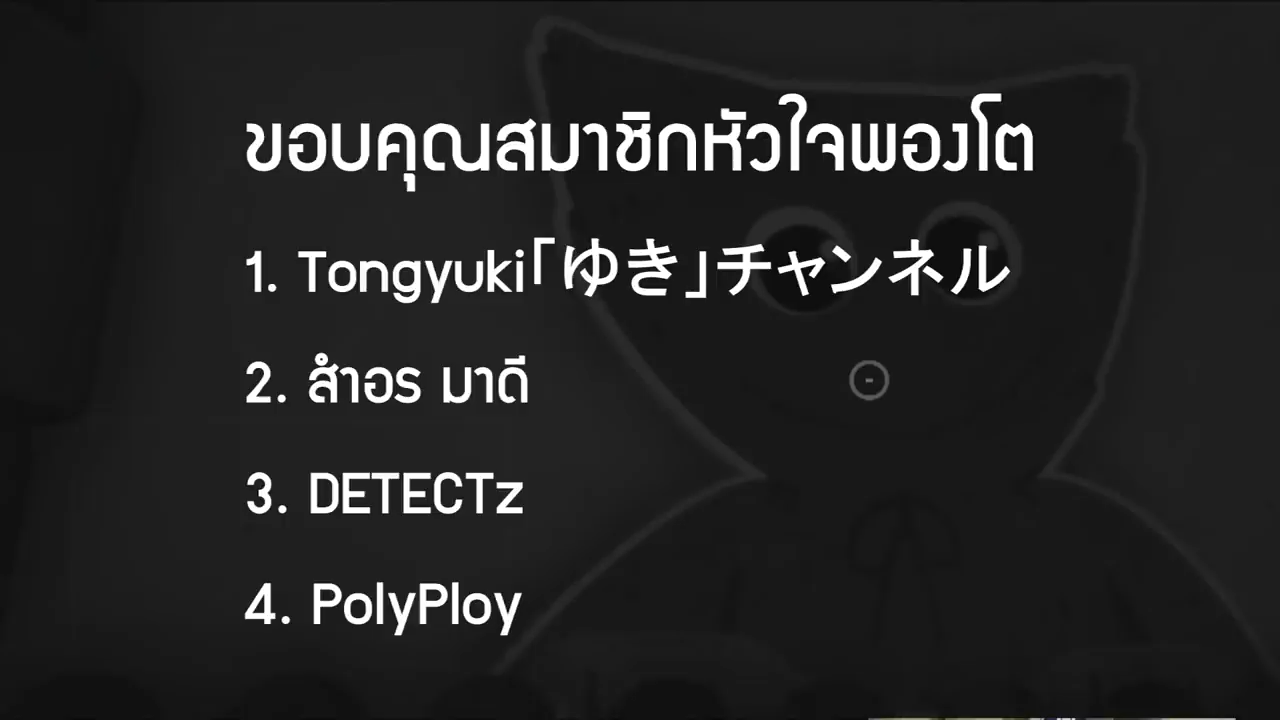 ขอบคุณสมาชิกหัวใจพองโต
1. Tongyuki「ゆき」チャンネル
2. สำอร มาดี
3. DETECTz
4. PolyPloy